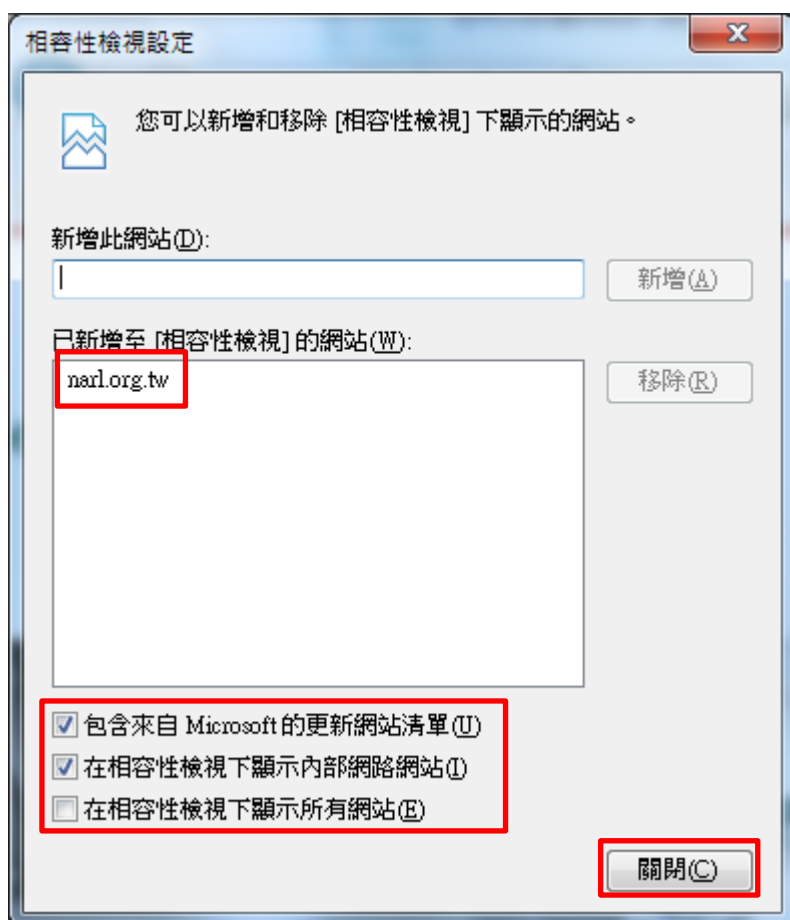 相容性檢視設定
您可以新增和移除 [相容性檢視] 下顯示的網站。
新增此網站(D):
新增(A)
已新增至 [相容性檢視] 的網站(W):
narl.org.tw
移除(R)
包含來自 Microsoft 的更新網站清單(U)
在相容性檢視下顯示內部網路網站(I)
在相容性檢視下顯示所有網站(E)
關閉(C)